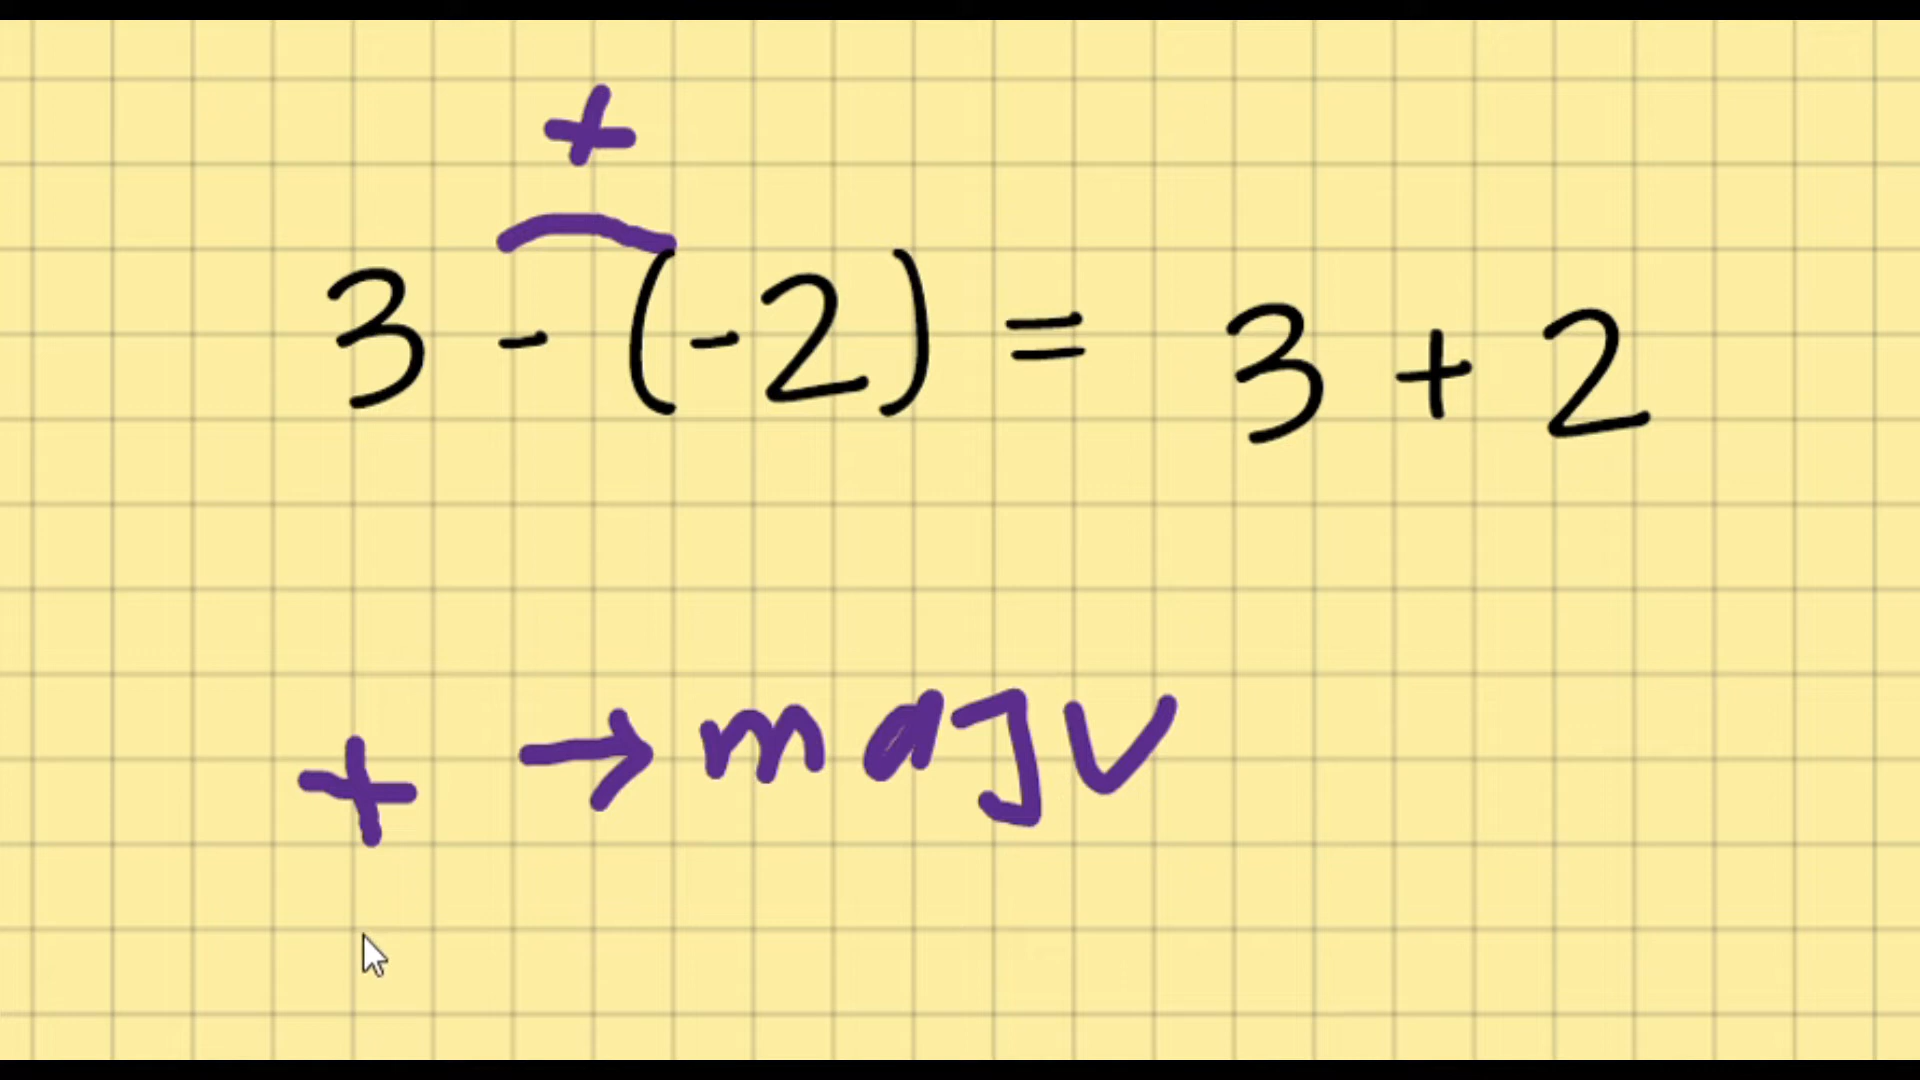 +
3 - (-2) = 3 + 2
+ → maju